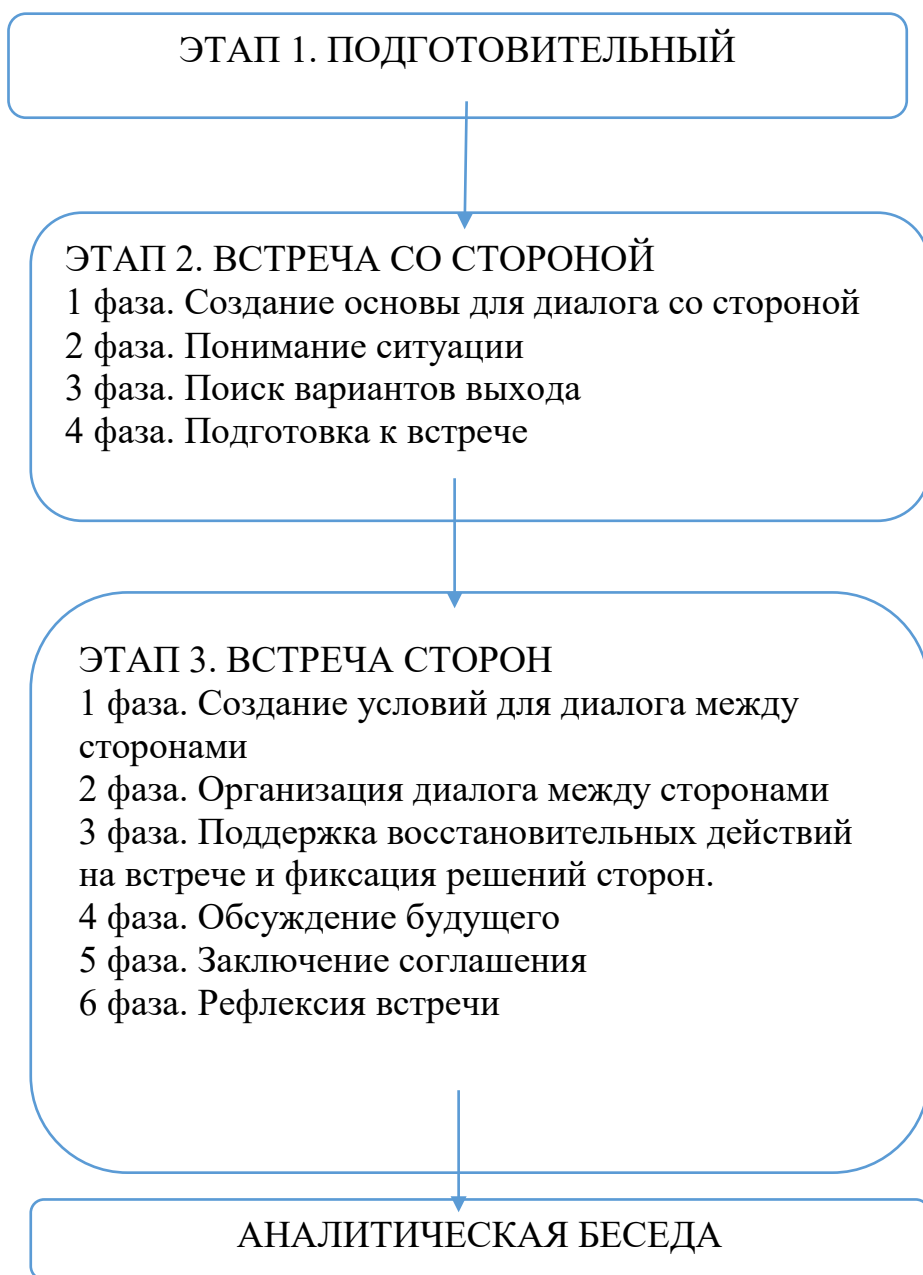 ЭТАП 1. ПОДГОТОВИТЕЛЬНЫЙ
ЭТАП 2. ВСТРЕЧА СО СТОРОНОЙ
1 фаза. Создание основы для диалога со стороной
2 фаза. Понимание ситуации
3 фаза. Поиск вариантов выхода
4 фаза. Подготовка к встрече
ЭТАП 3. ВСТРЕЧА СТОРОН
1 фаза. Создание условий для диалога между
сторонами
2 фаза. Организация диалога между сторонами
3 фаза. Поддержка восстановительных действий
на встрече и фиксация решений сторон.
4 фаза. Обсуждение будущего
5 фаза. Заключение соглашения
6 фаза. Рефлексия встречи
АНАЛИТИЧЕСКАЯ БЕСЕДА